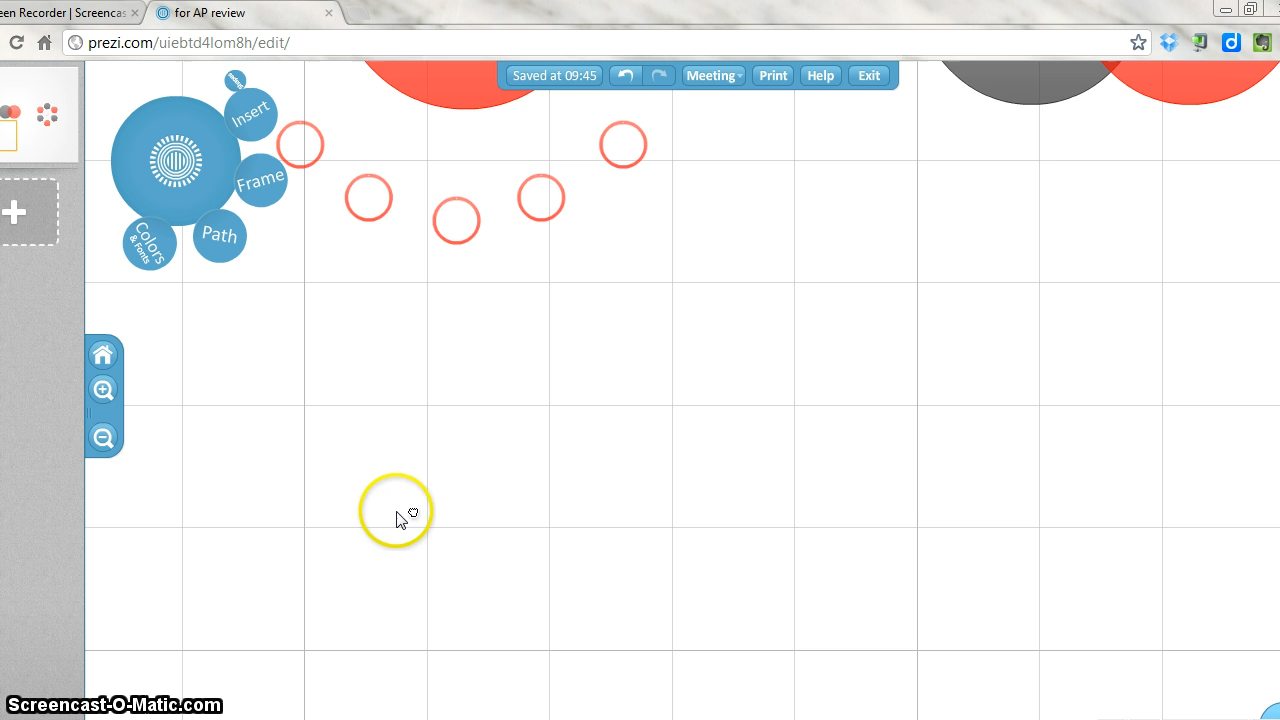 een Recorder | Screencas
for AP review
prezi.com/uiebtd4lom8h/edit/
Saved at 09:45
Meeting
Print
Help
Exit
Insert
Frame
Path
Colors
& Fonts
Screencast-O-Matic.com